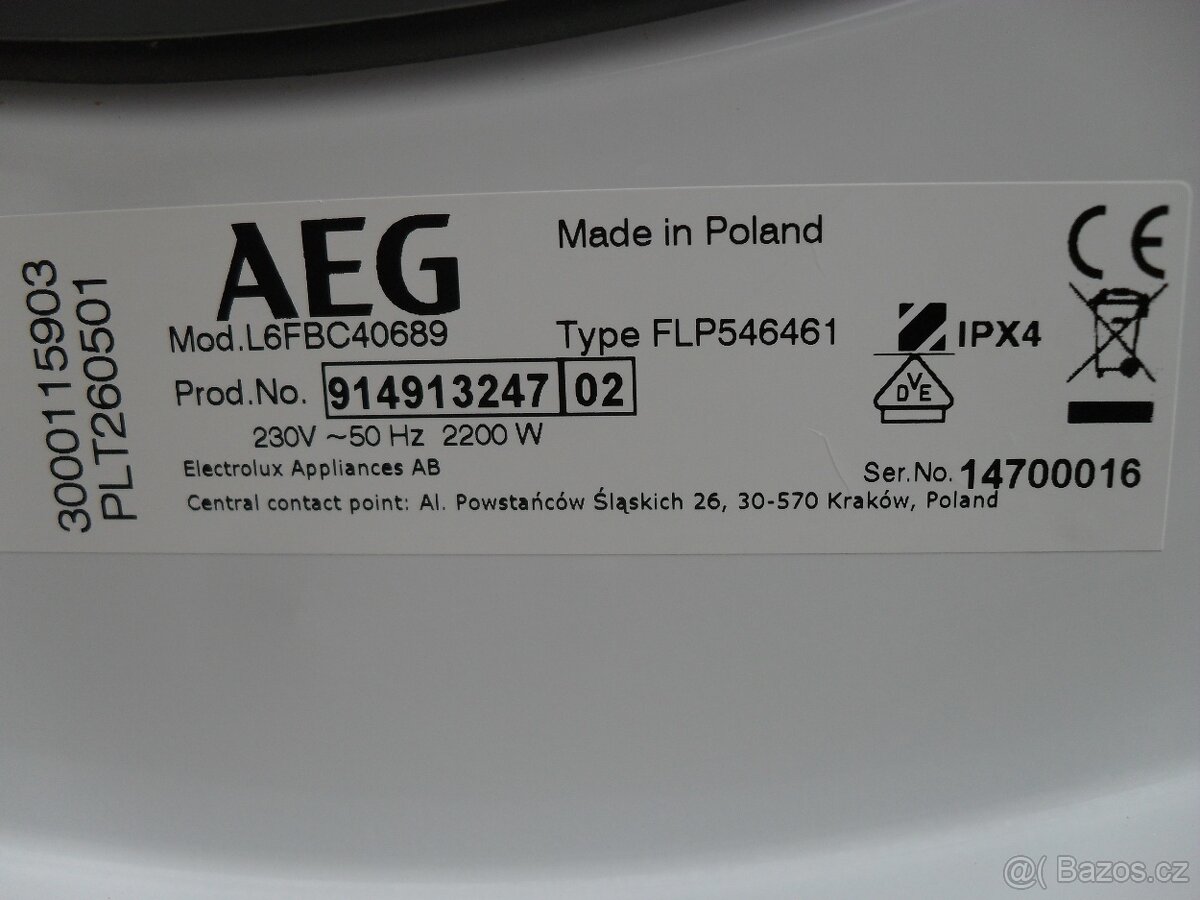 3000115903
PLT260501
AEG
Made in Poland
CE
Mod.L6FBC40689
Type FLP546461
IPX4
DVE
Prod.No. 914913247 02
230V ~50 Hz 2200 W
Electrolux Appliances AB
Ser.No. 14700016
Central contact point: Al. Powstańców Śląskich 26, 30-570 Kraków, Poland
@( Bazos.cz